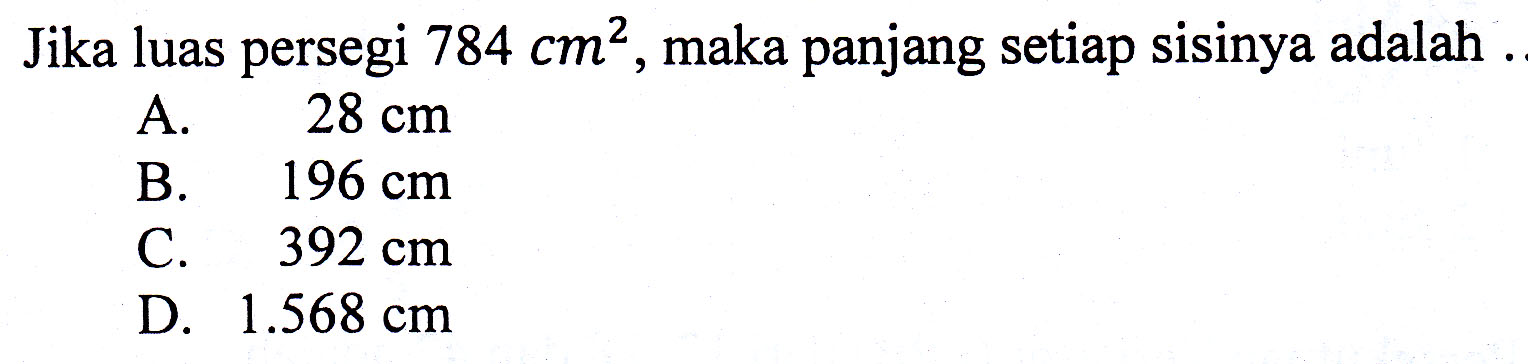 Jika luas persegi 784 cm², maka panjang setiap sisinya adalah ..
A. 28 cm
B. 196 cm
C. 392 cm
D. 1.568 cm